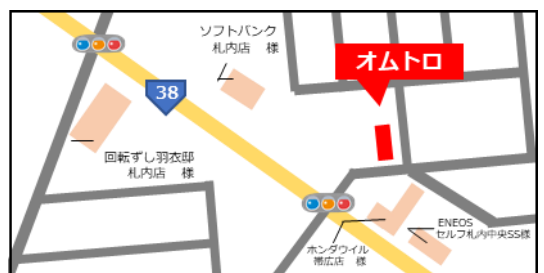 ソフトバンク
札内店 様
オムトロ
38
回転ずし羽衣邸
札内店 様
ENEOS
セルフ札内中央SS様
ホンダウイル
帯広店 様